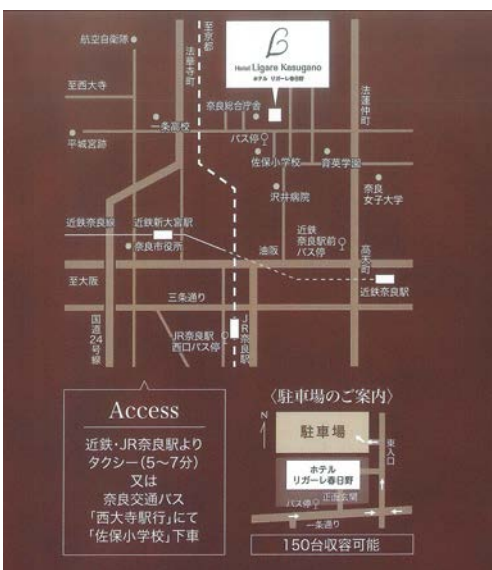 至京都
航空自衛隊
法華寺町
Hotel Ligare Kasugano
ホテル リガーレ春日野
至西大寺
奈良総合庁舎
法蓮仲町
一条高校
バス停
平城宮跡
佐保小学校
育英学園
沢井病院
奈良
女子大学
近鉄奈良線
近鉄新大宮駅
奈良市役所
油阪
近鉄
奈良駅前
バス停
高天町
至大阪
近鉄奈良駅
三条通り
国道24号線
JR奈良駅
西口バス停
JR奈良駅
Access
近鉄・JR奈良駅より
タクシー(5〜7分)
又は
奈良交通バス
「西大寺駅行」にて
「佐保小学校」下車
〈駐車場のご案内〉
N
駐車場
東入口
ホテル
リガーレ春日野
正面玄関
バス停
一条通り
150台収容可能